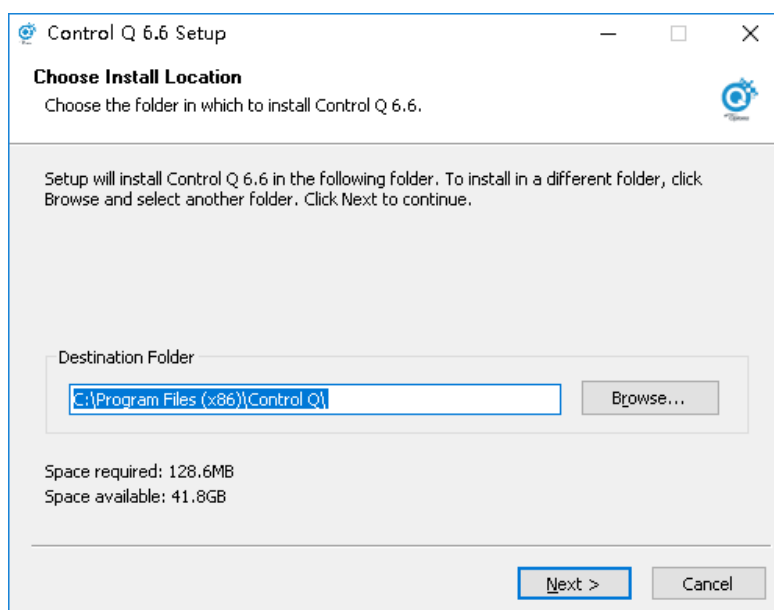 Control Q 6.6 Setup
Choose Install Location
Choose the folder in which to install Control Q 6.6.
Setup will install Control Q 6.6 in the following folder. To install in a different folder, click
Browse and select another folder. Click Next to continue.
Destination Folder
C:\Program Files (x86)\Control Q\
Browse...
Space required: 128.6MB
Space available: 41.8GB
Next >
Cancel